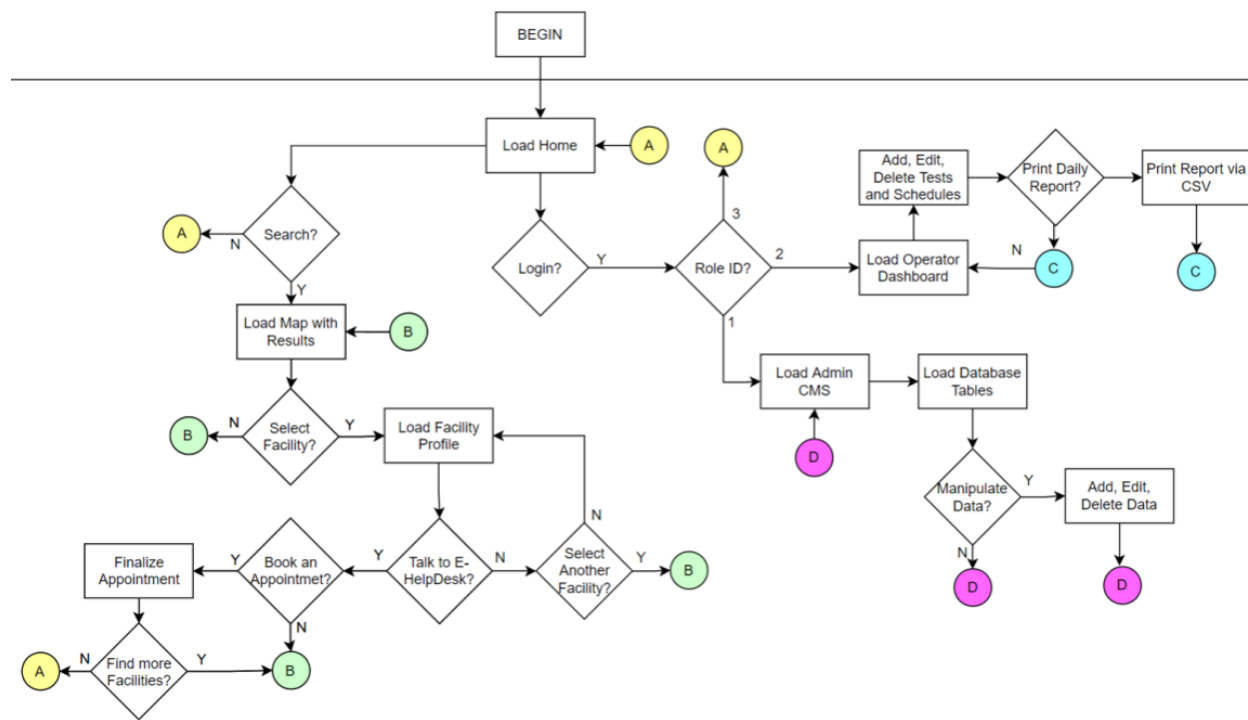 BEGIN
Load Home
A
A
Add, Edit,
Delete Tests
and Schedules
Print Daily
Report?
Print Report via
CSV
3
A
N
Search?
Login?
Y
Role ID?
2
Load Operator
Dashboard
N
C
C
Y
1
Load Map with
Results
B
Load Admin
CMS
Load Database
Tables
B
N
Select
Facility?
Y
Load Facility
Profile
D
Manipulate
Data?
Y
Add, Edit,
Delete Data
N
N
Finalize
Appointment
Y
Book an
Appointmet?
Y
Talk to E-
HelpDesk?
N
Select
Another
Facility?
Y
B
D
D
N
A
N
Find more
Facilities?
Y
B